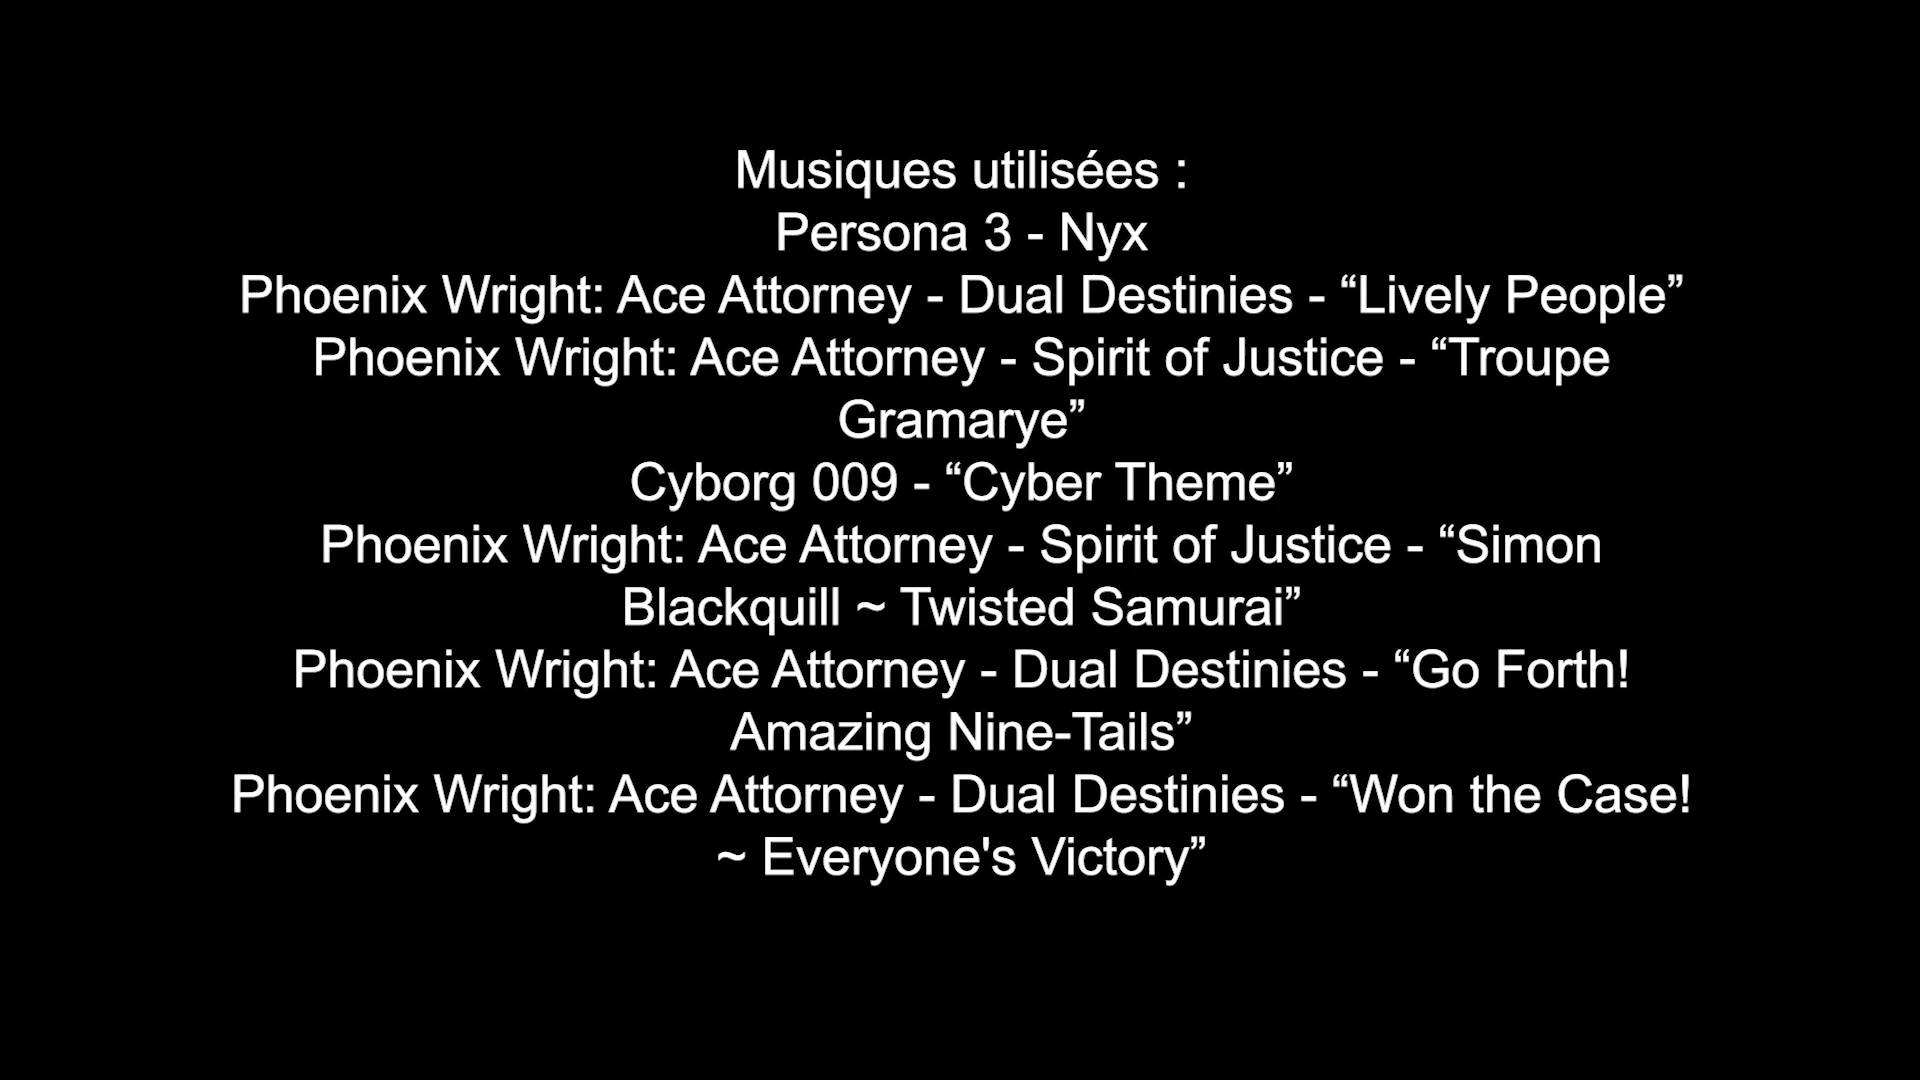 Musiques utilisées :
Persona 3 - Nyx
Phoenix Wright: Ace Attorney - Dual Destinies - “Lively People”
Phoenix Wright: Ace Attorney - Spirit of Justice - “Troupe
Gramarye”
Cyborg 009 - “Cyber Theme”
Phoenix Wright: Ace Attorney - Spirit of Justice - “Simon
Blackquill ~ Twisted Samurai”
Phoenix Wright: Ace Attorney - Dual Destinies - “Go Forth!
Amazing Nine-Tails”
Phoenix Wright: Ace Attorney - Dual Destinies - “Won the Case!
~ Everyone's Victory”